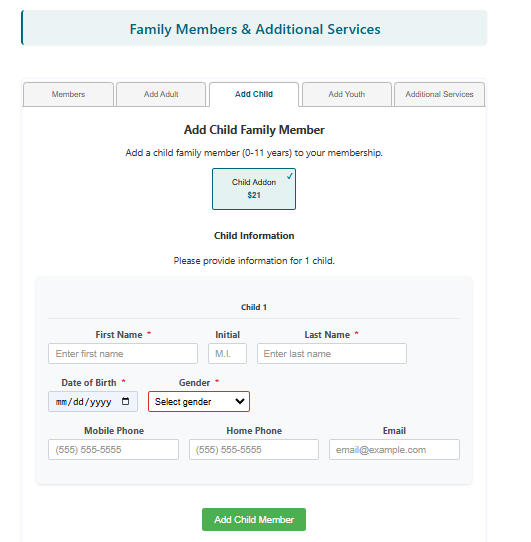 Family Members & Additional Services
Members Add Adult Add Child Add Youth Additional Services
Add Child Family Member
Add a child family member (0-11 years) to your membership.
Child Addon ✓
$21
Child Information
Please provide information for 1 child.
Child 1
First Name * Initial Last Name *
Enter first name M.I. Enter last name
Date of Birth * Gender *
mm/dd/yyyy Select gender
Mobile Phone Home Phone Email
(555) 555-5555 (555) 555-5555 email@example.com
Add Child Member